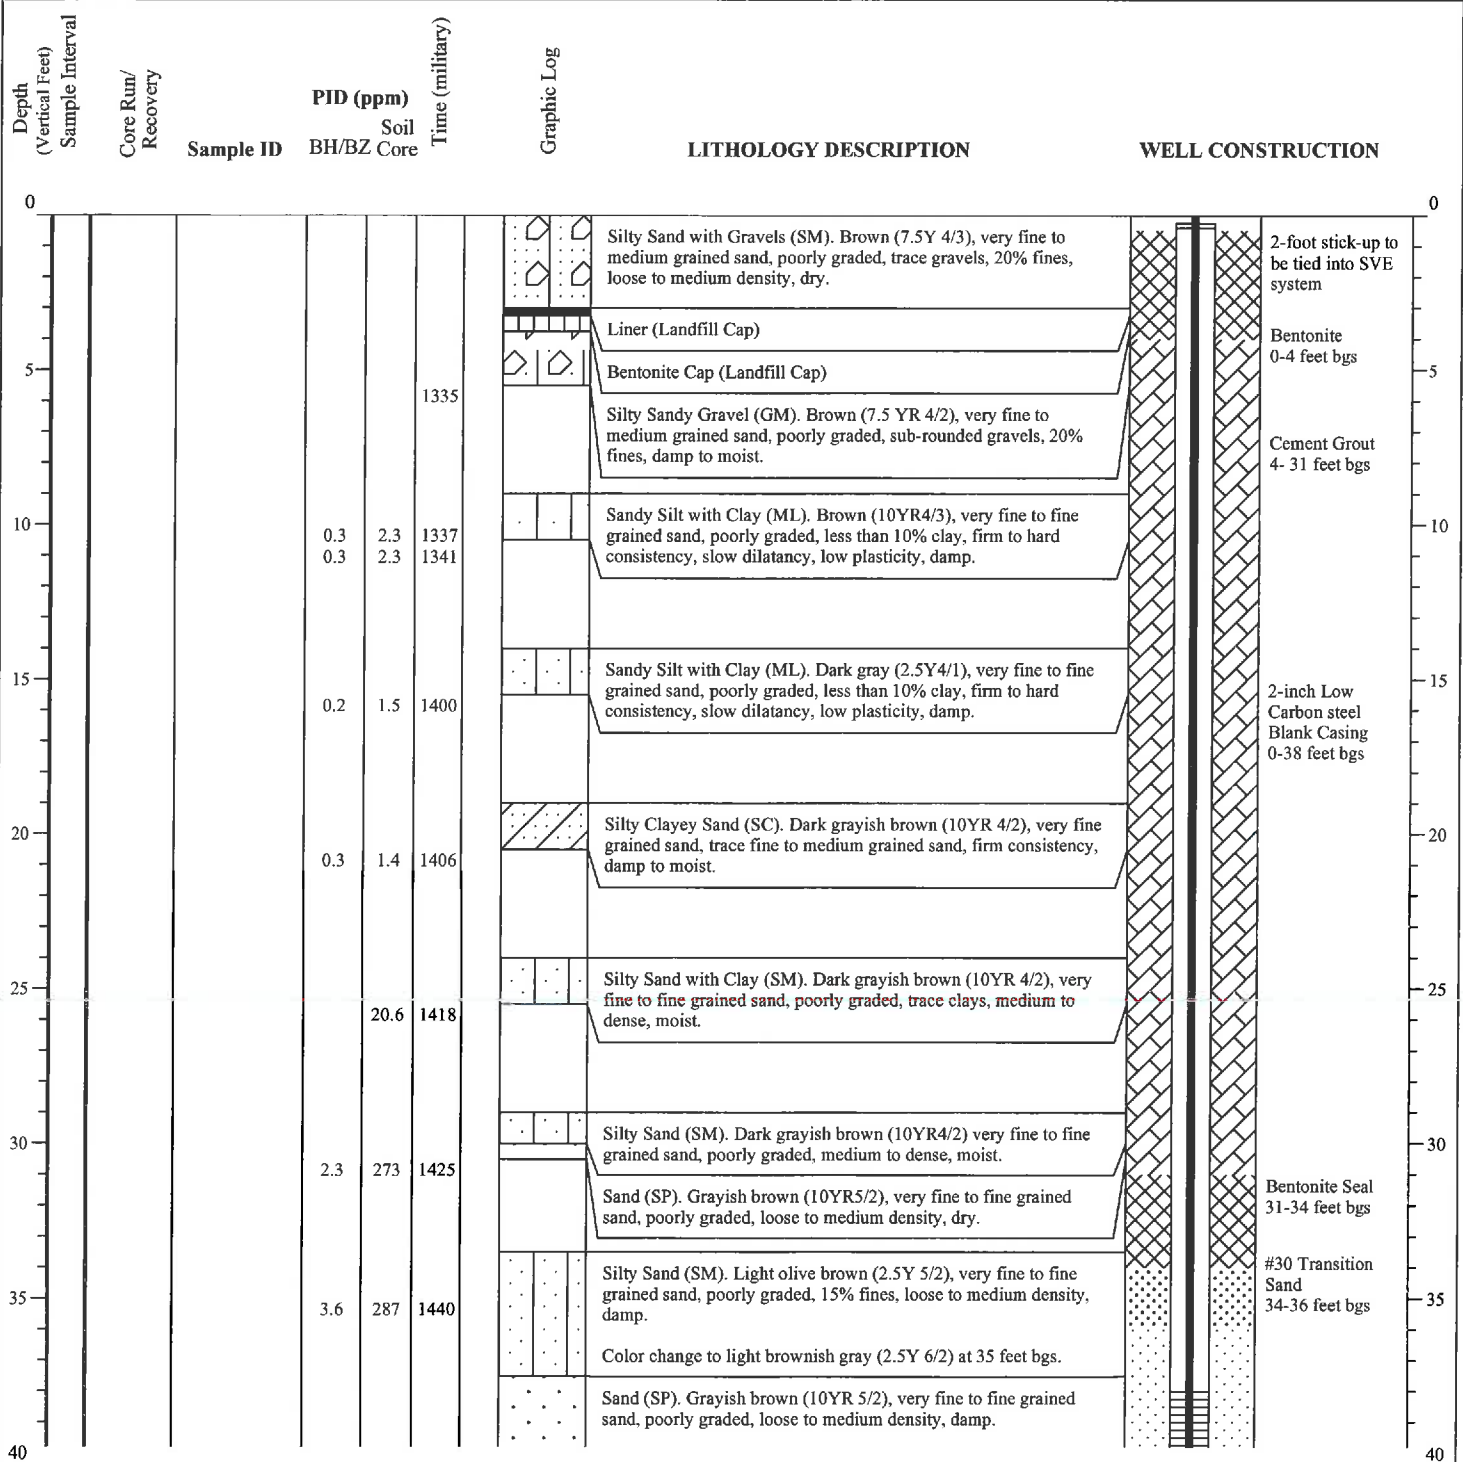 Depth
(Vertical Feet)
Sample Interval
Core Run/
Recovery
Sample ID
PID (ppm)
BH/BZ
Soil
Core
Time (military)
Graphic Log
LITHOLOGY DESCRIPTION
WELL CONSTRUCTION
0
0
Silty Sand with Gravels (SM). Brown (7.5Y 4/3), very fine to
medium grained sand, poorly graded, trace gravels, 20% fines,
loose to medium density, dry.
2-foot stick-up to
be tied into SVE
system
Liner (Landfill Cap)
Bentonite
0-4 feet bgs
5
Bentonite Cap (Landfill Cap)
5
1335
Silty Sandy Gravel (GM). Brown (7.5 YR 4/2), very fine to
medium grained sand, poorly graded, sub-rounded gravels, 20%
fines, damp to moist.
Cement Grout
4- 31 feet bgs
10
0.3 2.3 1337
0.3 2.3 1341
Sandy Silt with Clay (ML). Brown (10YR4/3), very fine to fine
grained sand, poorly graded, less than 10% clay, firm to hard
consistency, slow dilatancy, low plasticity, damp.
10
15
0.2 1.5 1400
Sandy Silt with Clay (ML). Dark gray (2.5Y4/1), very fine to fine
grained sand, poorly graded, less than 10% clay, firm to hard
consistency, slow dilatancy, low plasticity, damp.
15
2-inch Low
Carbon steel
Blank Casing
0-38 feet bgs
20
0.3 1.4 1406
Silty Clayey Sand (SC). Dark grayish brown (10YR 4/2), very fine
grained sand, trace fine to medium grained sand, firm consistency,
damp to moist.
20
25
20.6 1418
Silty Sand with Clay (SM). Dark grayish brown (10YR 4/2), very
fine to fine grained sand, poorly graded, trace clays, medium to
dense, moist.
25
30
Silty Sand (SM). Dark grayish brown (10YR4/2) very fine to fine
grained sand, poorly graded, medium to dense, moist.
30
2.3 273 1425
Sand (SP). Grayish brown (10YR5/2), very fine to fine grained
sand, poorly graded, loose to medium density, dry.
Bentonite Seal
31-34 feet bgs
35
3.6 287 1440
Silty Sand (SM). Light olive brown (2.5Y 5/2), very fine to fine
grained sand, poorly graded, 15% fines, loose to medium density,
damp.
#30 Transition
Sand
34-36 feet bgs
35
Color change to light brownish gray (2.5Y 6/2) at 35 feet bgs.
Sand (SP). Grayish brown (10YR 5/2), very fine to fine grained
sand, poorly graded, loose to medium density, damp.
40
40